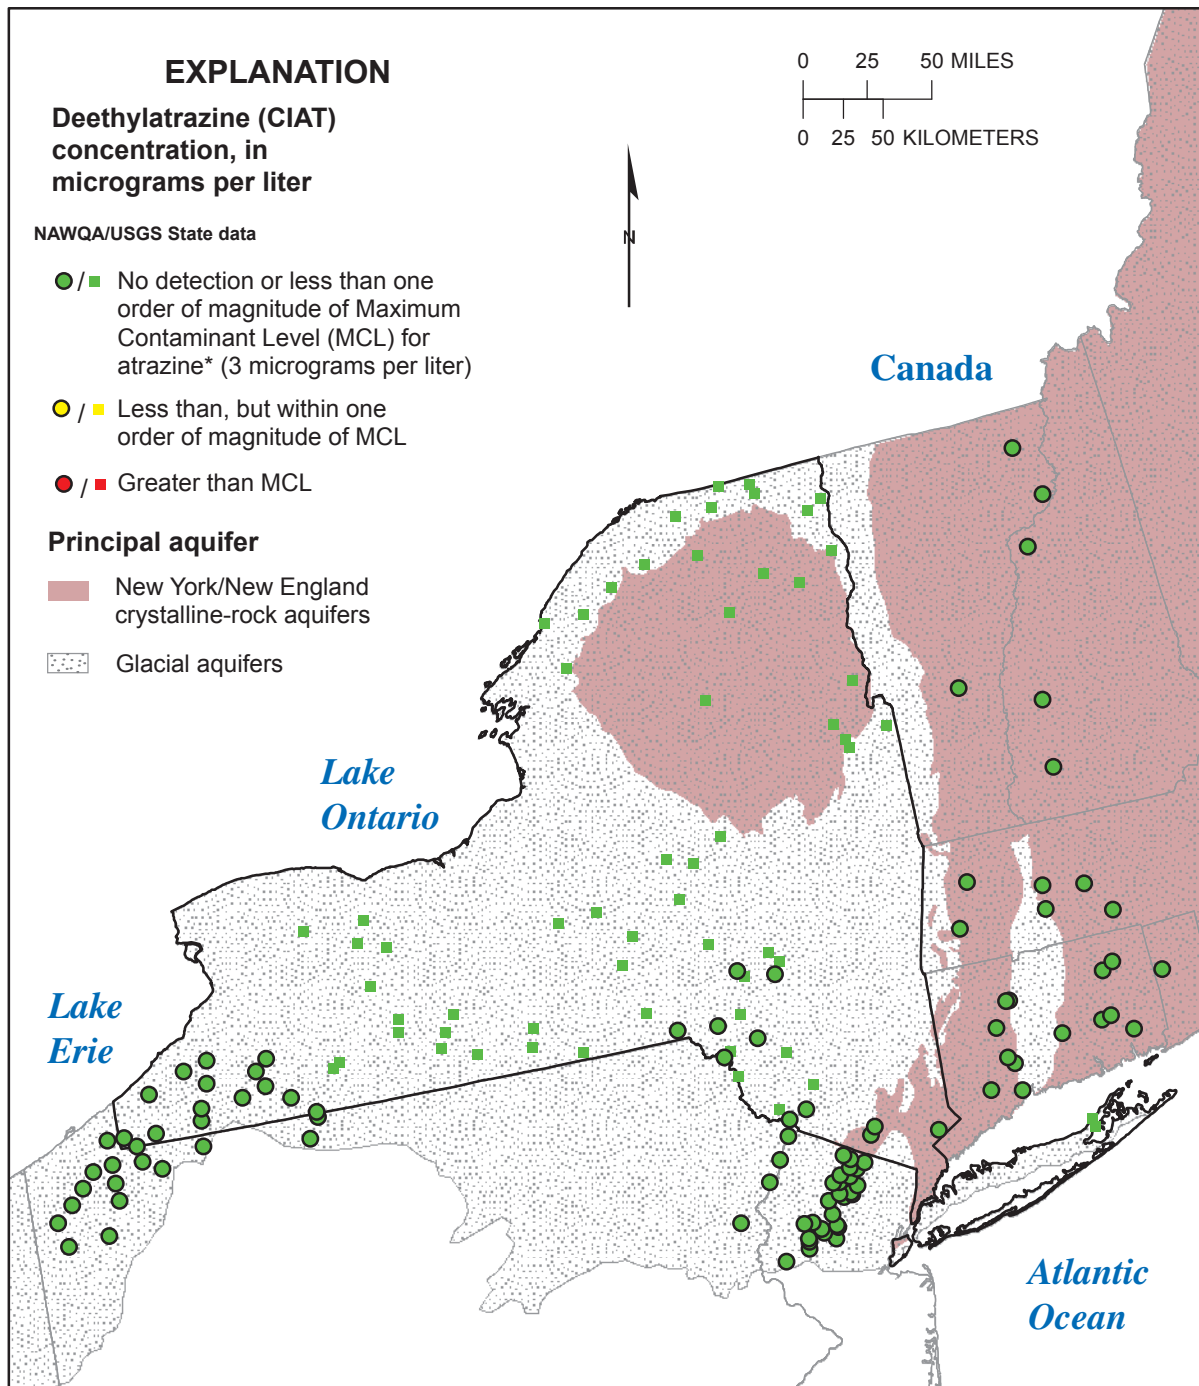 EXPLANATION
Deethylatrazine (CIAT)
concentration, in
micrograms per liter
NAWQA/USGS State data
/ No detection or less than one
order of magnitude of Maximum
Contaminant Level (MCL) for
atrazine* (3 micrograms per liter)
/ Less than, but within one
order of magnitude of MCL
/ Greater than MCL
Principal aquifer
New York/New England
crystalline-rock aquifers
Glacial aquifers
0 25 50 MILES
0 25 50 KILOMETERS
N
Canada
Lake
Ontario
Lake
Erie
Atlantic
Ocean